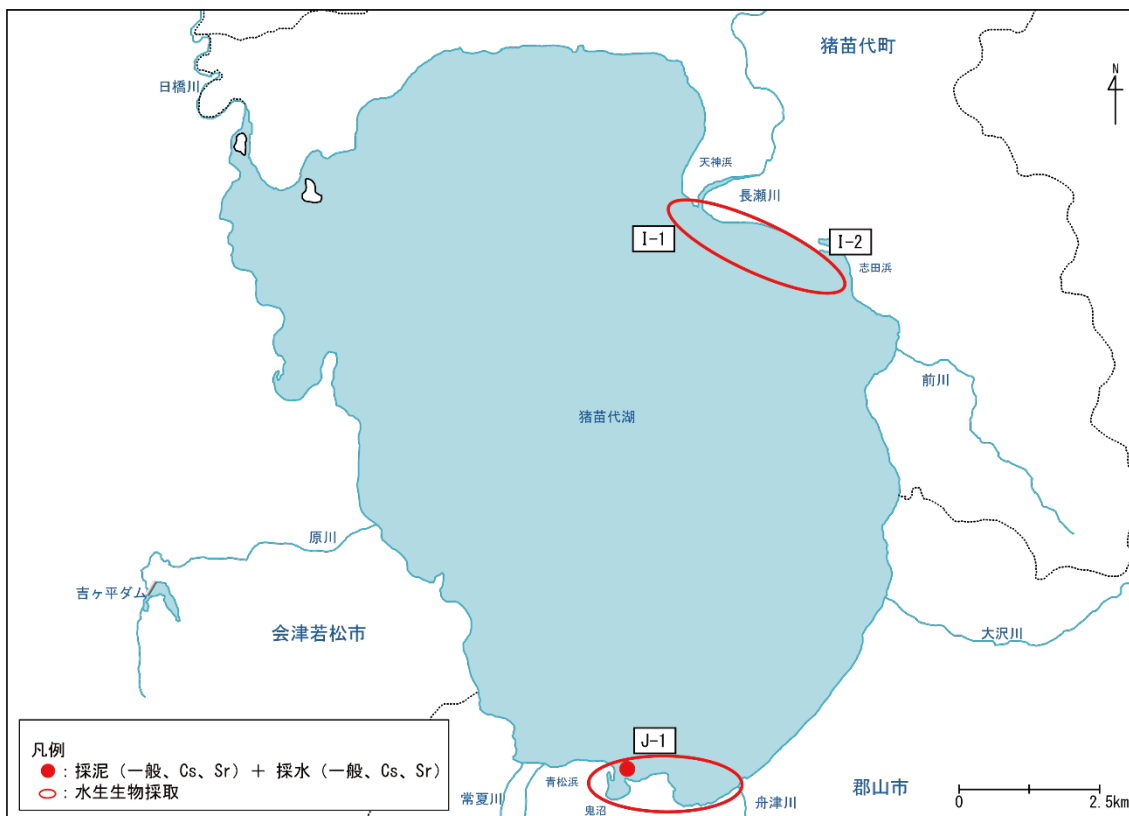 猪苗代町
日橋川
N
天神浜
長瀬川
I-1
I-2
志田浜
前川
猪苗代湖
原川
吉ヶ平ダム
会津若松市
大沢川
J-1
青松浜
常夏川
鬼沼
舟津川
郡山市
凡例
：採泥（一般、Cs、Sr）＋ 採水（一般、Cs、Sr）
：水生生物採取
0 2.5km